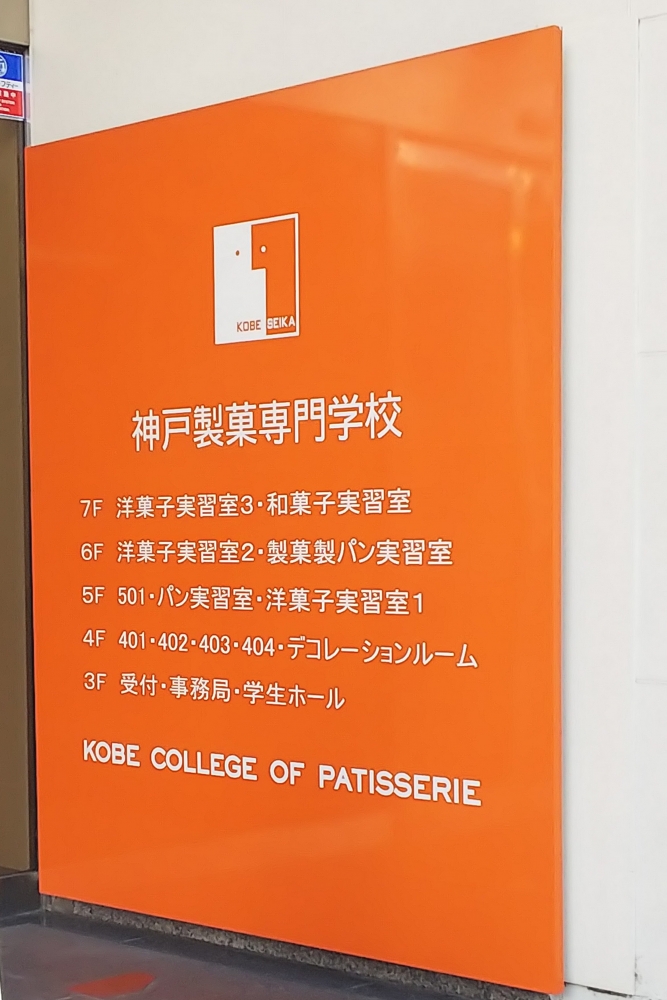 KOBE SEIKA
神戸製菓専門学校
7F 洋菓子実習室3・和菓子実習室
6F 洋菓子実習室2・製菓製パン実習室
5F 501・パン実習室・洋菓子実習室1
4F 401・402・403・404・デコレーションルーム
3F 受付・事務局・学生ホール
KOBE COLLEGE OF PATISSERIE